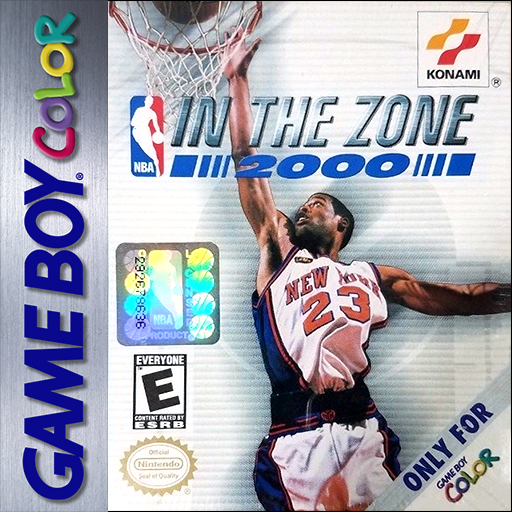 GAME BOY COLOR
KONAMI
®
NBA
IN THE ZONE
2000
NBA
PRODUCT
EVERYONE
E
CONTENT RATED BY
ESRB
Official
Nintendo
Seal of Quality
NEW YORK
23
ONLY FOR
GAME BOY
COLOR